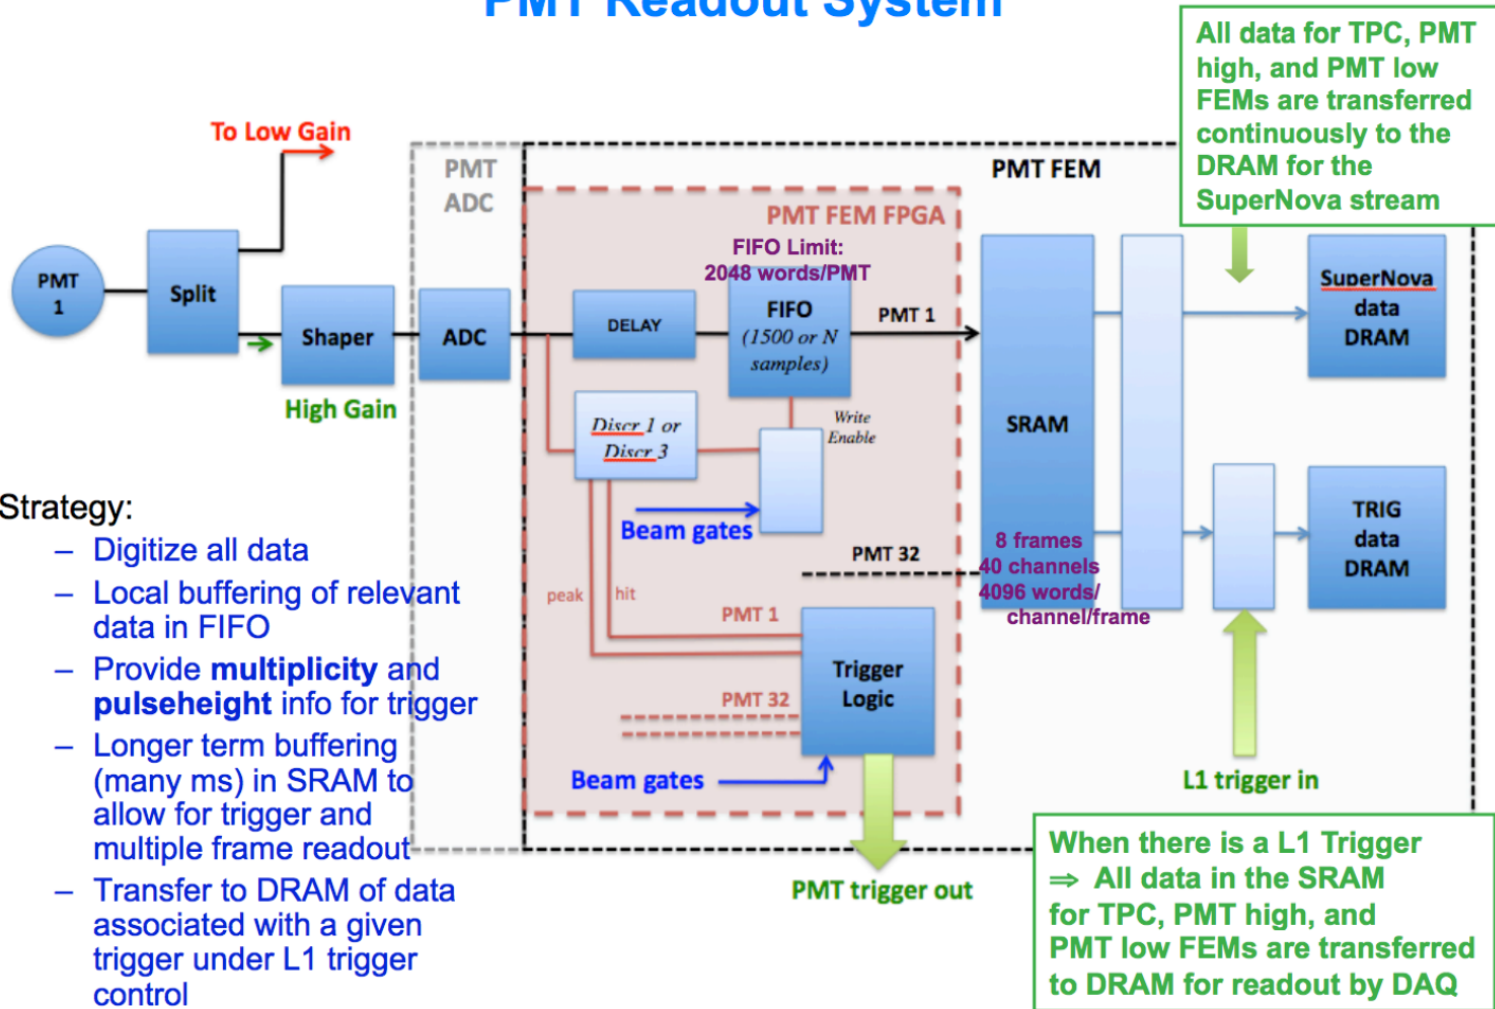 PMT Readout System
All data for TPC, PMT
high, and PMT low
FEMs are transferred
continuously to the
DRAM for the
SuperNova stream
To Low Gain
PMT
ADC
PMT FEM
PMT FEM FPGA
FIFO Limit:
2048 words/PMT
PMT
1
Split
Shaper
High Gain
ADC
DELAY
FIFO
(1500 or N
samples)
PMT 1
SRAM
SuperNova
data
DRAM
Discr 1 or
Discr 3
Write
Enable
Beam gates
PMT 32
8 frames
40 channels
4096 words/
channel/frame
TRIG
data
DRAM
peak
hit
PMT 1
PMT 32
Trigger
Logic
Beam gates
PMT trigger out
L1 trigger in
Strategy:
– Digitize all data
– Local buffering of relevant
data in FIFO
– Provide multiplicity and
pulseheight info for trigger
– Longer term buffering
(many ms) in SRAM to
allow for trigger and
multiple frame readout
– Transfer to DRAM of data
associated with a given
trigger under L1 trigger
control
When there is a L1 Trigger
⇒ All data in the SRAM
for TPC, PMT high, and
PMT low FEMs are transferred
to DRAM for readout by DAQ